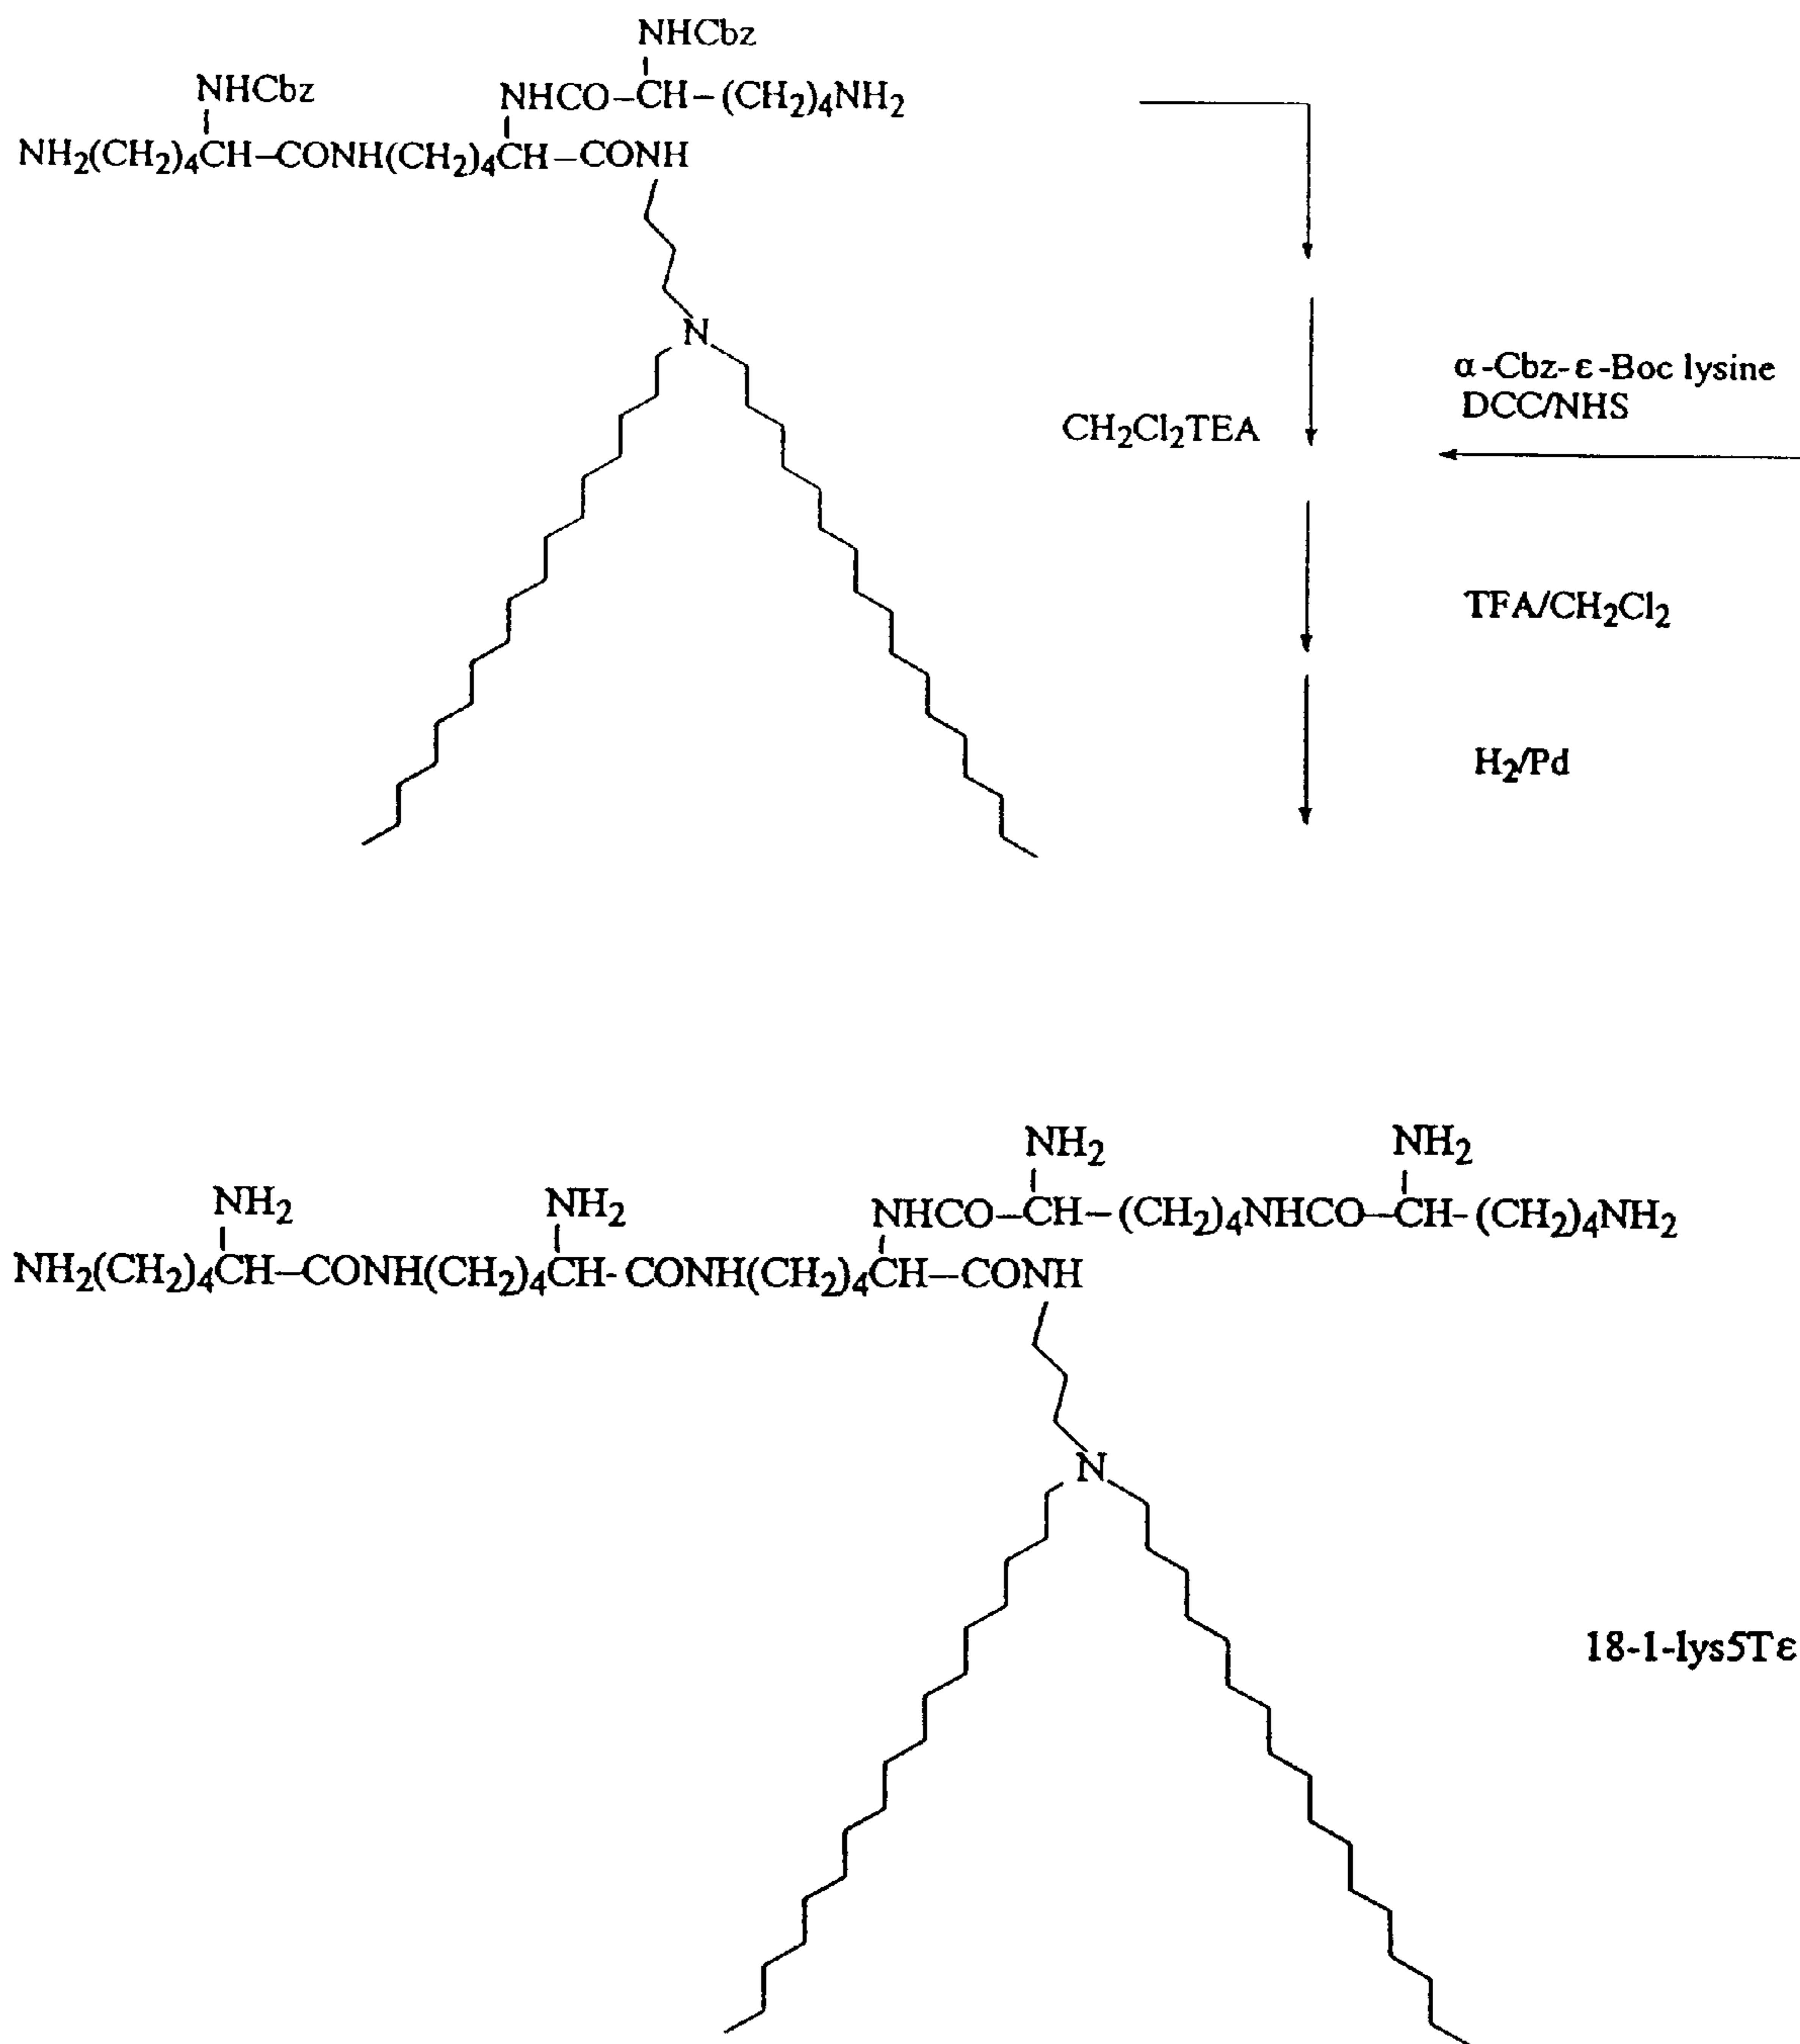 NHCbz
NHCbz
NHCO-CH-(CH₂)₄NH₂
NH₂(CH₂)₄CH-CONH(CH₂)₄CH-CONH
N
α-Cbz-ε-Boc lysine
DCC/NHS
CH₂Cl₂TEA
TFA/CH₂Cl₂
H₂/Pd
NH₂
NH₂
NH₂
NH₂
NHCO-CH-(CH₂)₄NHCO-CH-(CH₂)₄NH₂
NH₂(CH₂)₄CH-CONH(CH₂)₄CH-CONH(CH₂)₄CH-CONH
N
18-1-lys5Tε